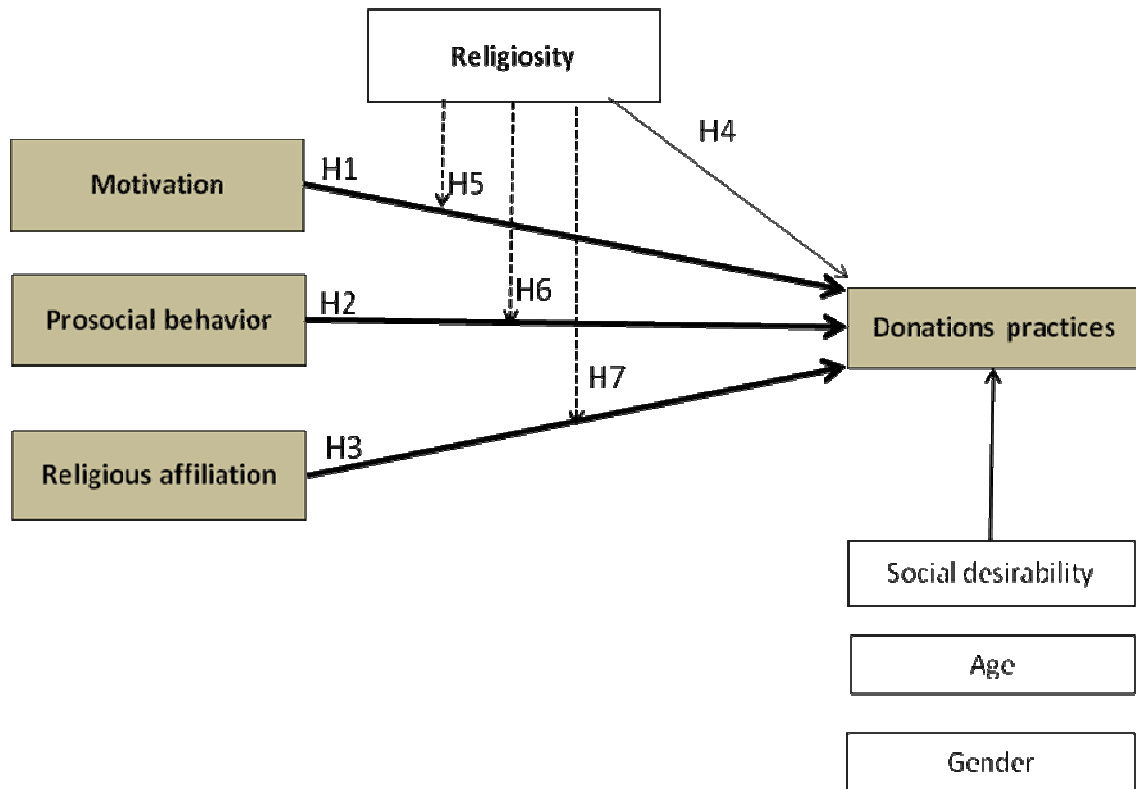 Religiosity
H4
Motivation
H1
H5
Prosocial behavior
H2
H6
Donations practices
H7
Religious affiliation
H3
Social desirability
Age
Gender